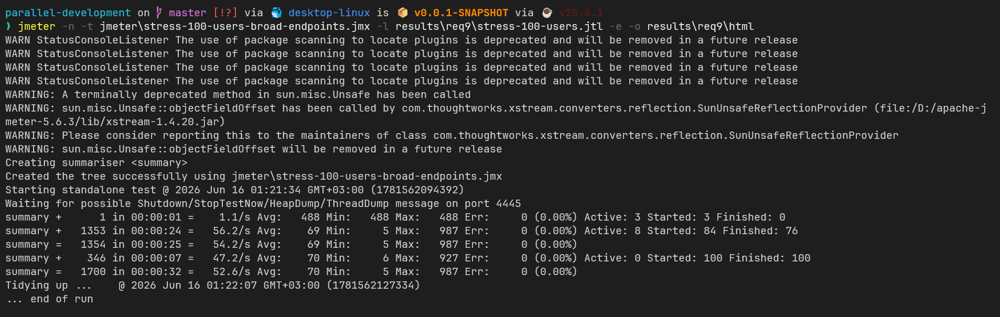 parallel-development on master [!?] via desktop-linux is v0.0.1-SNAPSHOT via v25.0.1
❯ jmeter -n -t jmeter\stress-100-users-broad-endpoints.jmx -l results\req9\stress-100-users.jtl -e -o results\req9\html
WARN StatusConsoleListener The use of package scanning to locate plugins is deprecated and will be removed in a future release
WARN StatusConsoleListener The use of package scanning to locate plugins is deprecated and will be removed in a future release
WARN StatusConsoleListener The use of package scanning to locate plugins is deprecated and will be removed in a future release
WARN StatusConsoleListener The use of package scanning to locate plugins is deprecated and will be removed in a future release
WARNING: A terminally deprecated method in sun.misc.Unsafe has been called
WARNING: sun.misc.Unsafe::objectFieldOffset has been called by com.thoughtworks.xstream.converters.reflection.SunUnsafeReflectionProvider (file:/D:/apache-j
meter-5.6.3/lib/xstream-1.4.20.jar)
WARNING: Please consider reporting this to the maintainers of class com.thoughtworks.xstream.converters.reflection.SunUnsafeReflectionProvider
WARNING: sun.misc.Unsafe::objectFieldOffset will be removed in a future release
Creating summariser <summary>
Created the tree successfully using jmeter\stress-100-users-broad-endpoints.jmx
Starting standalone test @ 2026 Jun 16 01:21:34 GMT+03:00 (1781562094392)
Waiting for possible Shutdown/StopTestNow/HeapDump/ThreadDump message on port 4445
summary +      1 in 00:00:01 =    1.1/s Avg:   488 Min:   488 Max:   488 Err:     0 (0.00%) Active: 3 Started: 3 Finished: 0
summary +   1353 in 00:00:24 =   56.2/s Avg:    69 Min:     5 Max:   987 Err:     0 (0.00%) Active: 8 Started: 84 Finished: 76
summary =   1354 in 00:00:25 =   54.2/s Avg:    69 Min:     5 Max:   987 Err:     0 (0.00%)
summary +    346 in 00:00:07 =   47.2/s Avg:    70 Min:     6 Max:   927 Err:     0 (0.00%) Active: 0 Started: 100 Finished: 100
summary =   1700 in 00:00:32 =   52.6/s Avg:    70 Min:     5 Max:   987 Err:     0 (0.00%)
Tidying up ...    @ 2026 Jun 16 01:22:07 GMT+03:00 (1781562127334)
... end of run